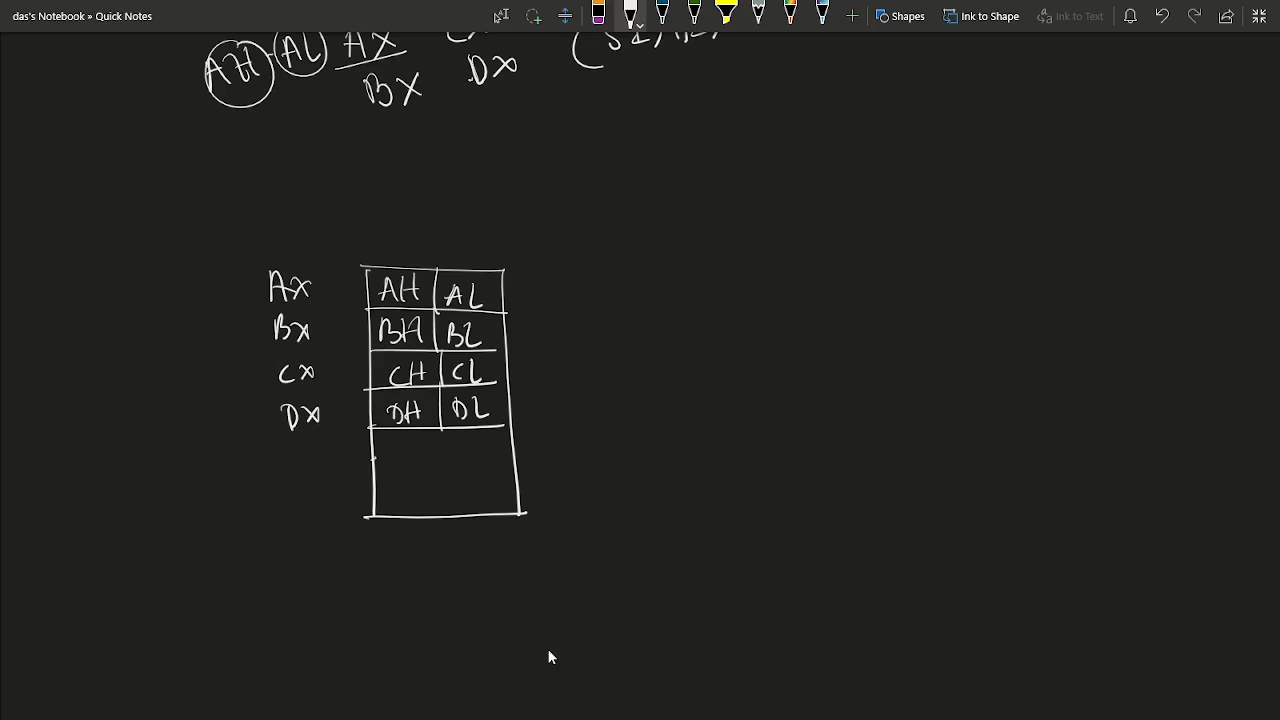 das's Notebook » Quick Notes
Shapes
Ink to Shape
Ink to Text
AH AL AX
BX DX
AX AH AL
BX BH BL
CX CH CL
DX DH DL